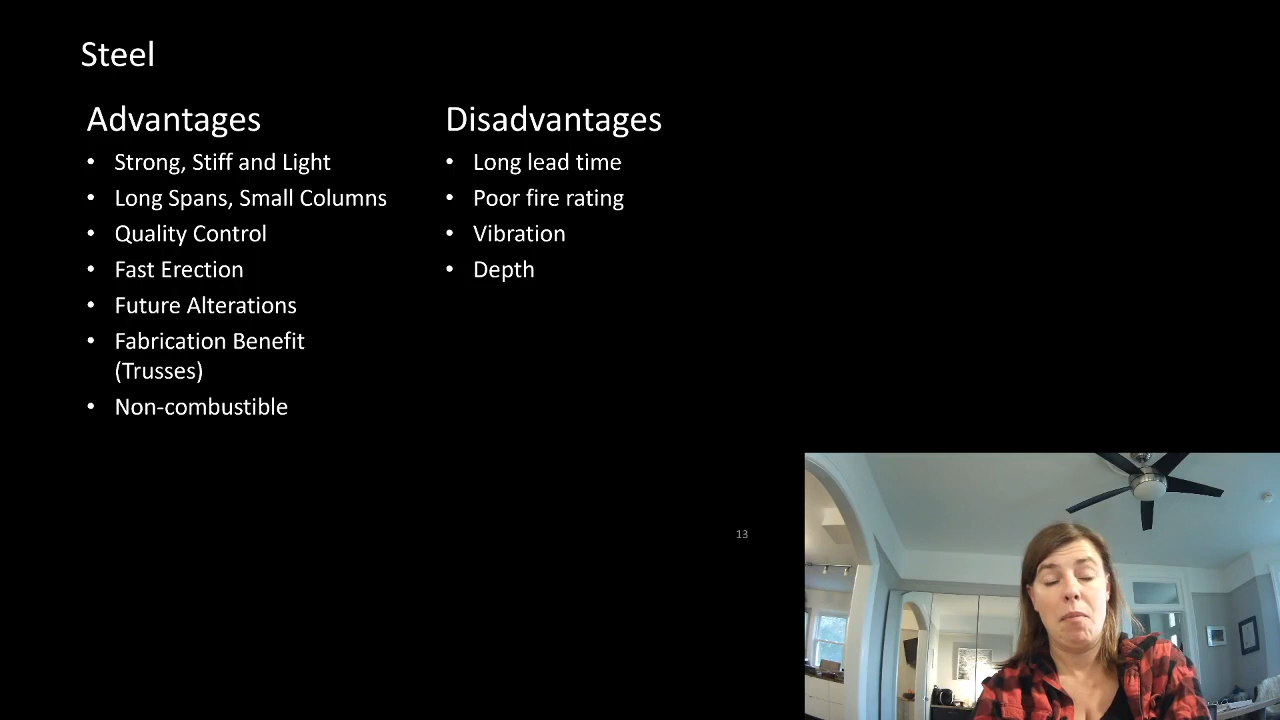 Steel
Advantages
• Strong, Stiff and Light
• Long Spans, Small Columns
• Quality Control
• Fast Erection
• Future Alterations
• Fabrication Benefit
(Trusses)
• Non-combustible
Disadvantages
• Long lead time
• Poor fire rating
• Vibration
• Depth
13